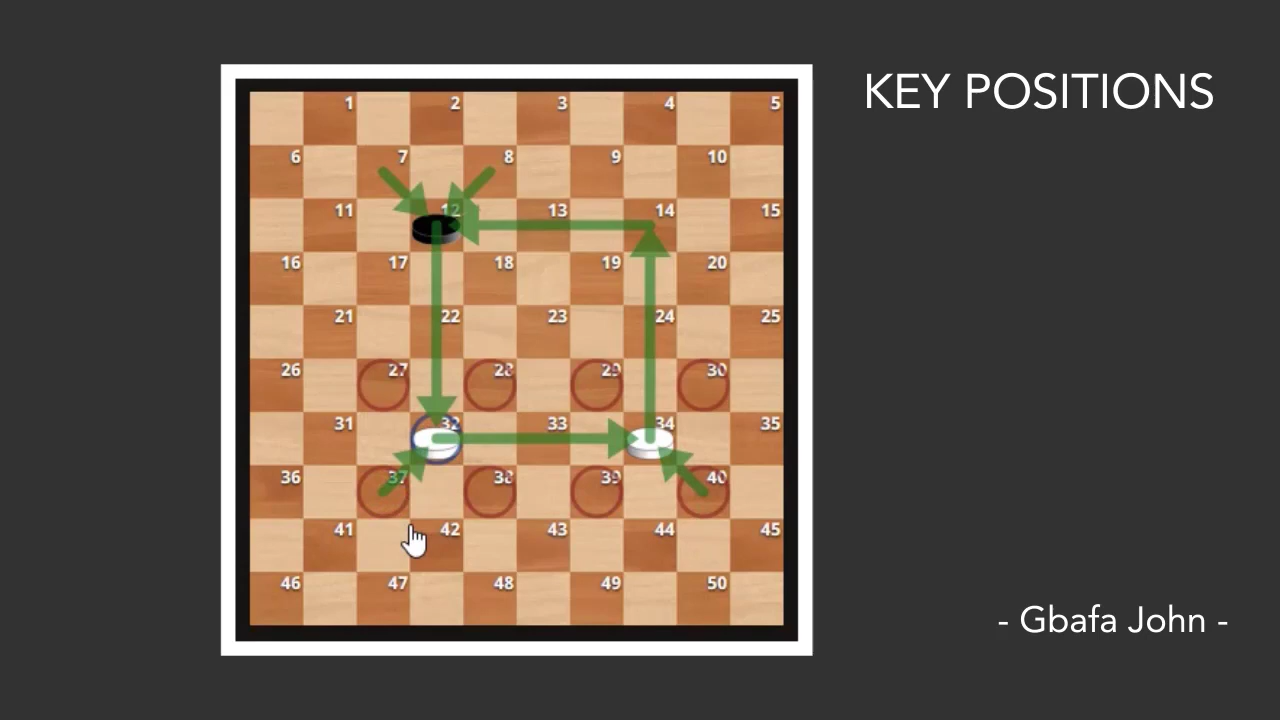 KEY POSITIONS
1 2 3 4 5
6 7 8 9 10
11 12 13 14 15
16 17 18 19 20
21 22 23 24 25
26 27 28 29 30
31 32 33 34 35
36 37 38 39 40
41 42 43 44 45
46 47 48 49 50
- Gbafa John -